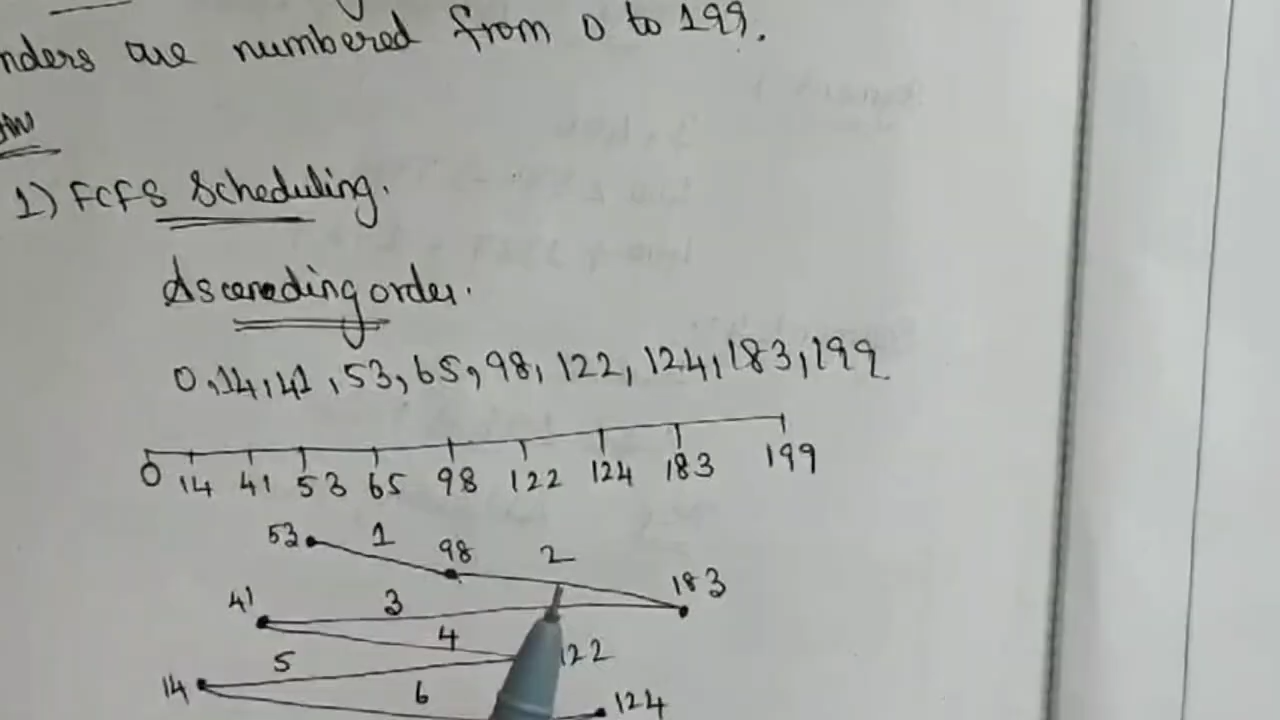 nders are numbered from 0 to 199.
1) FCFS Scheduling.
Ascending order.
0,14,41,53,65,98,122,124,183,199
0 14 41 53 65 98 122 124 183 199
53 1 98 2 183
41 3
4 122
5
14 6 124